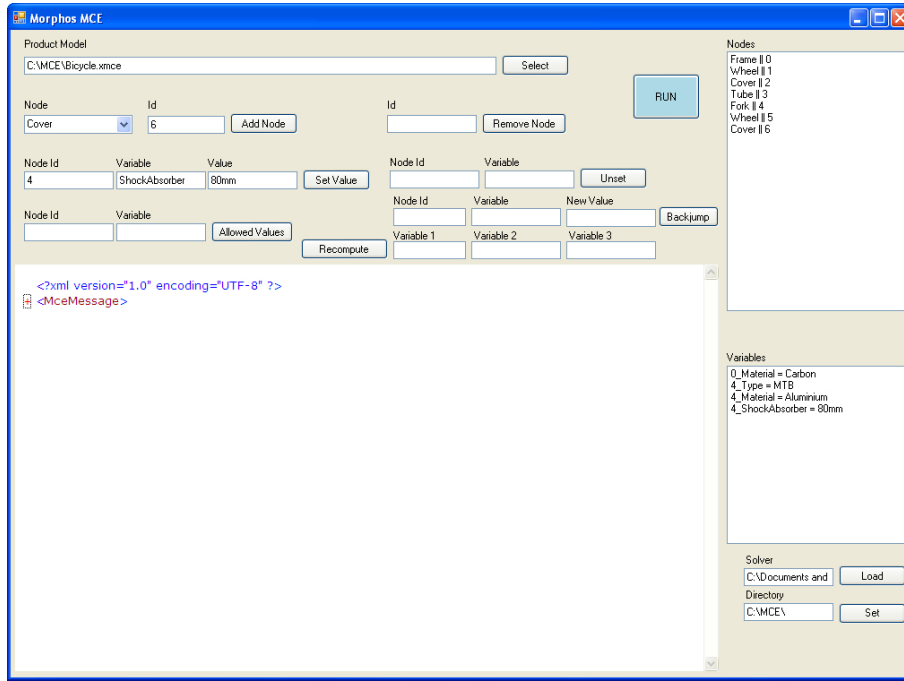 Morphos MCE
Product Model
C:\MCE\Bicycle.xmce
Select
RUN
Node Id Id
Cover 6 Add Node Remove Node
Node Id Variable Value Node Id Variable
4 ShockAbsorber 80mm Set Value Unset
Node Id Variable New Value
Node Id Variable Backjump
Allowed Values Variable 1 Variable 2 Variable 3
Recompute
<?xml version="1.0" encoding="UTF-8" ?>
+ <MceMessage>
Nodes
Frame || 0
Wheel || 1
Cover || 2
Tube || 3
Fork || 4
Wheel || 5
Cover || 6
Variables
0_Material = Carbon
4_Type = MTB
4_Material = Aluminium
4_ShockAbsorber = 80mm
Solver
C:\Documents and Load
Directory
C:\MCE\ Set